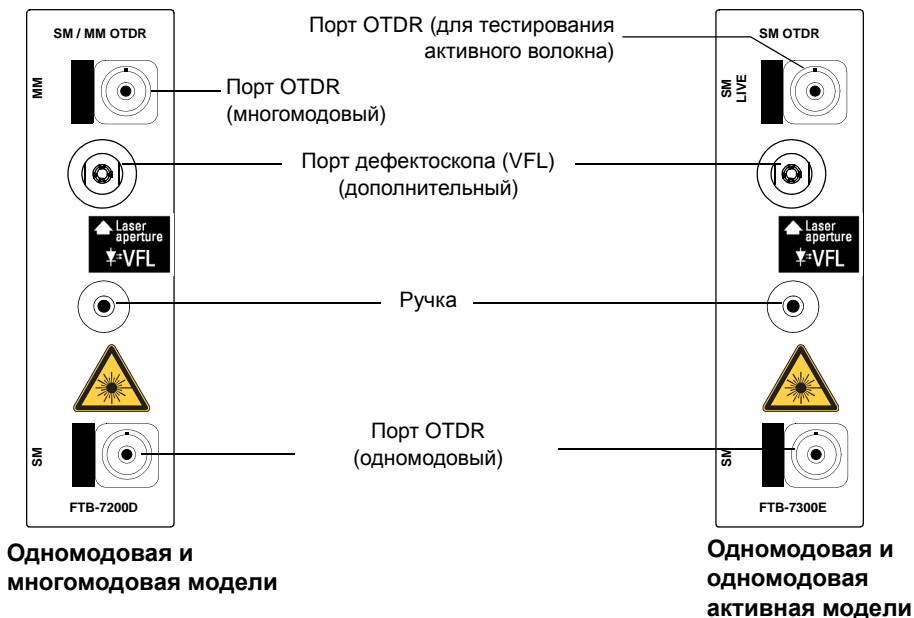 SM / MM OTDR
MM
Порт OTDR
(многомодовый)
Порт OTDR (для тестирования
активного волокна)
SM OTDR
SM
LIVE
Порт дефектоскопа (VFL)
(дополнительный)
Laser
aperture
VFL
Laser
aperture
VFL
Ручка
SM
Порт OTDR
(одномодовый)
SM
FTB-7200D
FTB-7300E
Одномодовая и
многомодовая модели
Одномодовая и
одномодовая
активная модели